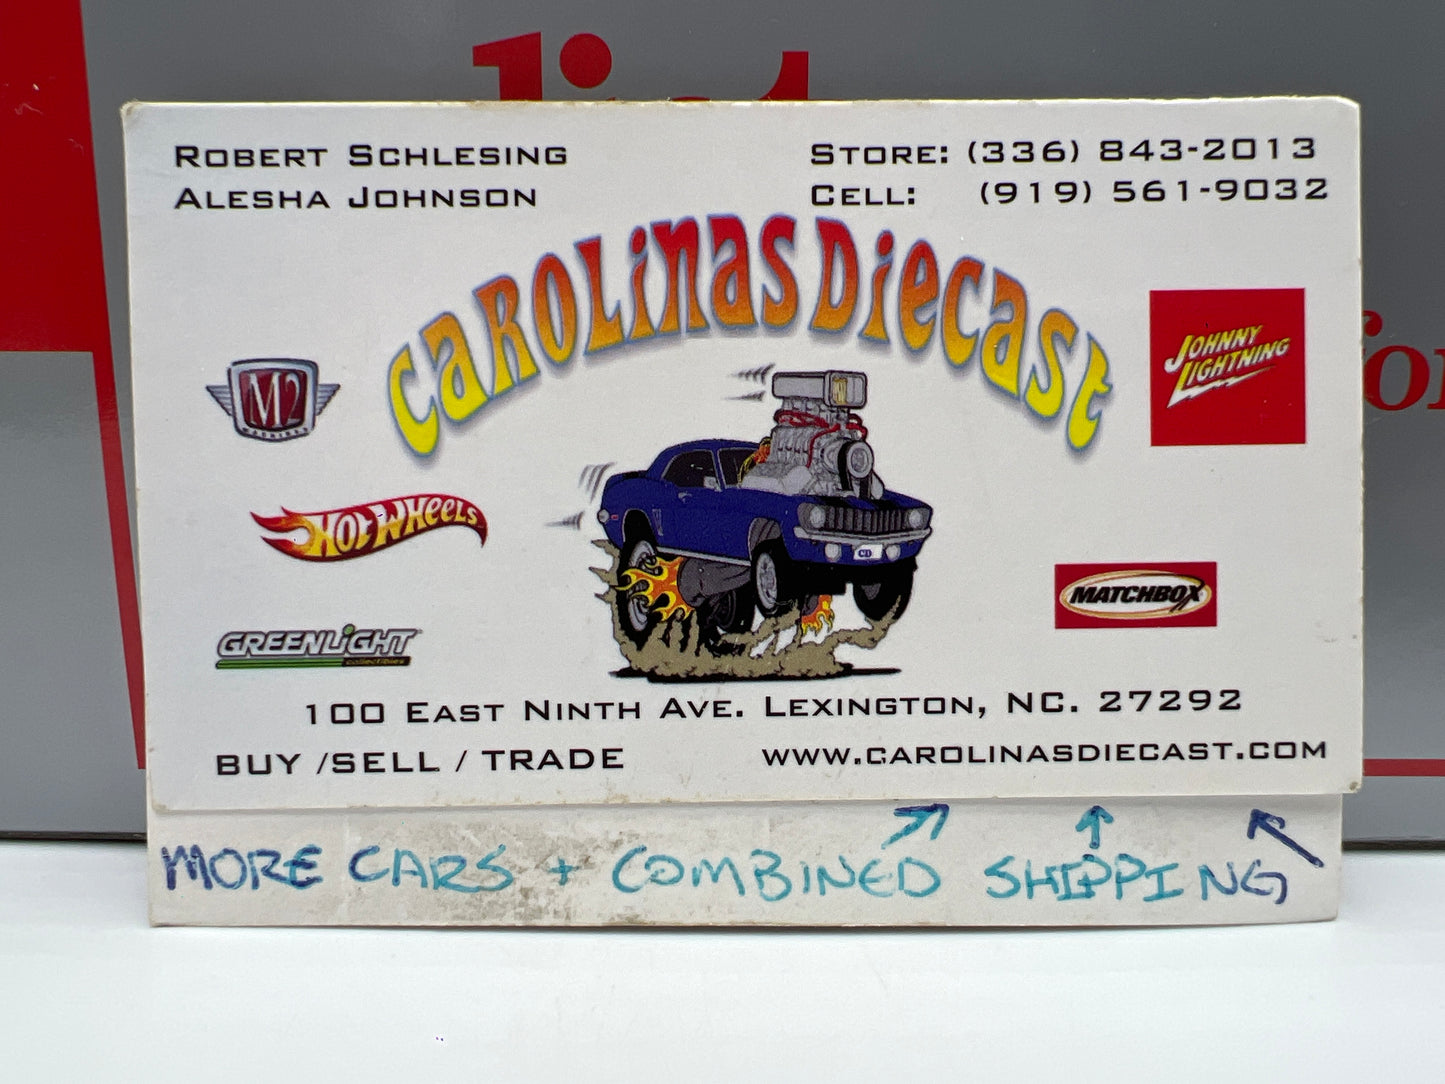 ROBERT SCHLESING
ALESHA JOHNSON
STORE: (336) 843-2013
CELL: (919) 561-9032
CAROLINAS DIECAST
M2
MACHINES
JOHNNY
LIGHTNING
HOT WHEELS
CD
MATCHBOX
GREENLIGHT
collectibles
100 EAST NINTH AVE. LEXINGTON, NC. 27292
BUY /SELL / TRADE
WWW.CAROLINASDIECAST.COM
MORE CARS + COMBINED SHIPPING